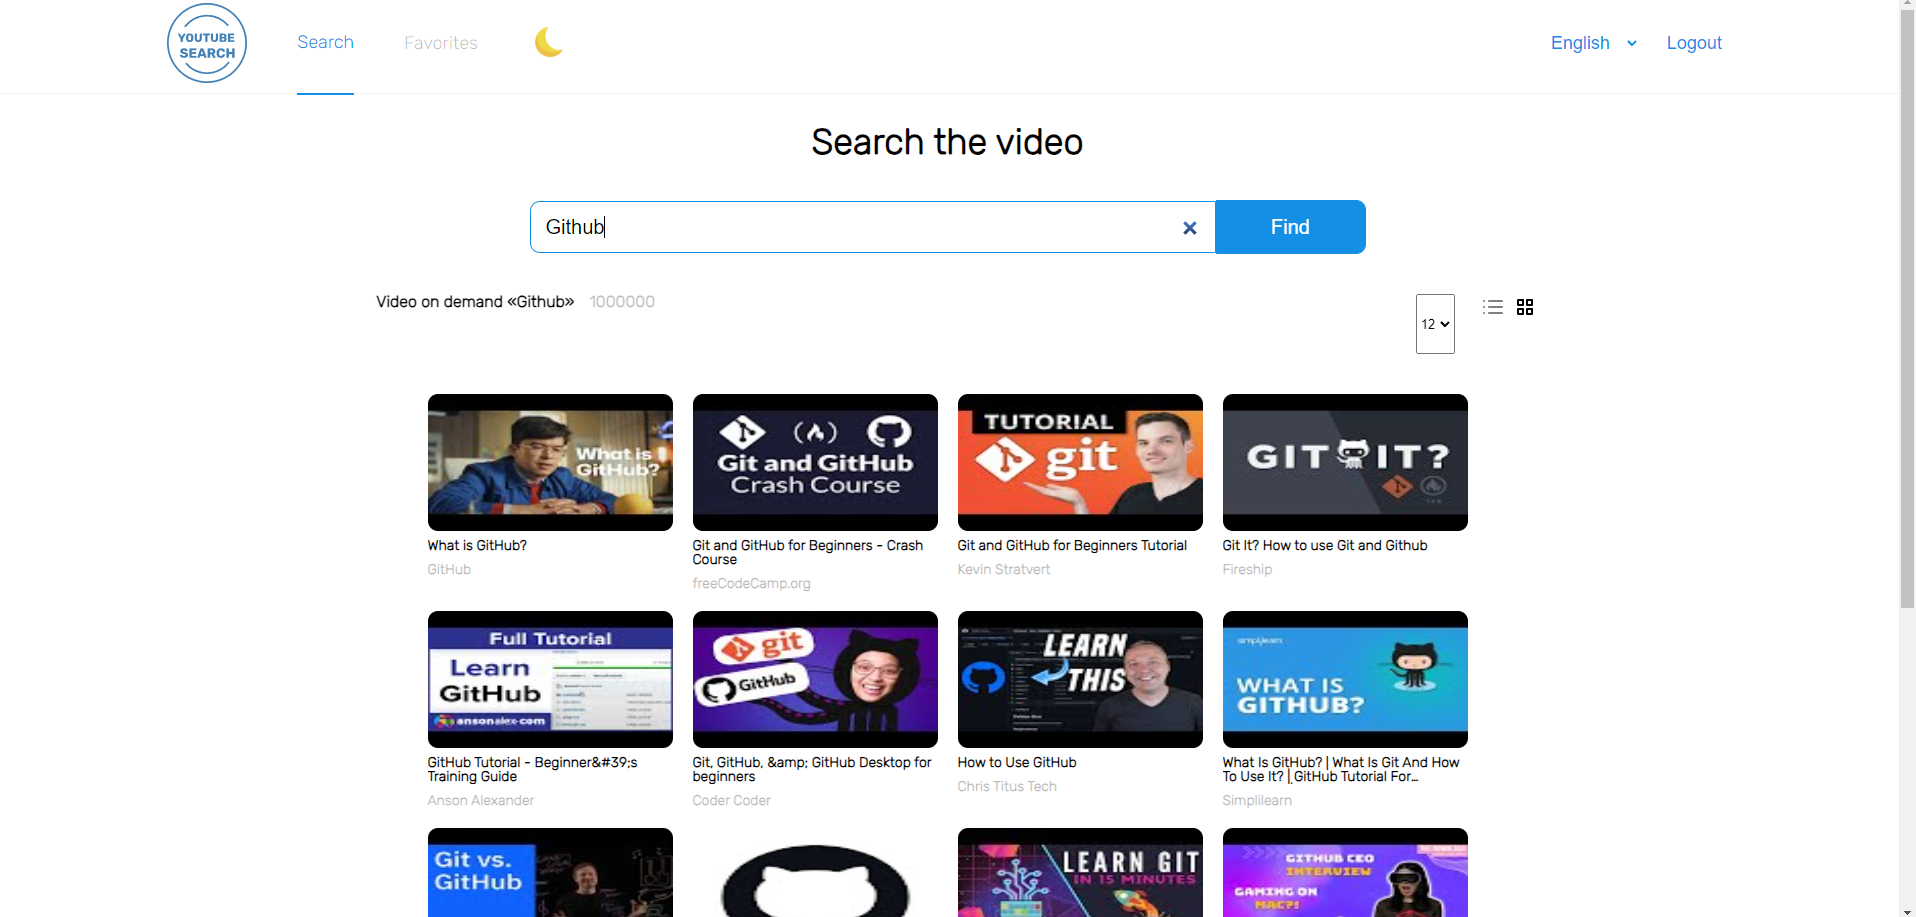 YOUTUBE
SEARCH
Search
Favorites
English
Logout
Search the video
Github
Find
Video on demand «Github» 1000000
12
What is
GitHub?
Git and GitHub
Crash Course
TUTORIAL
git
GIT IT?
What is GitHub?
GitHub
Git and GitHub for Beginners - Crash
Course
freeCodeCamp.org
Git and GitHub for Beginners Tutorial
Kevin Stratvert
Git It? How to use Git and Github
Fireship
Full Tutorial
Learn
GitHub
ansonalex.com
git
GitHub
LEARN
THIS
simplilearn
WHAT IS
GITHUB?
GitHub Tutorial - Beginner&#39;s
Training Guide
Anson Alexander
Git, GitHub, &amp; GitHub Desktop for
beginners
Coder Coder
How to Use GitHub
Chris Titus Tech
What Is GitHub? | What Is Git And How
To Use It? | GitHub Tutorial For...
Simplilearn
Git vs.
GitHub
LEARN GIT
IN 15 MINUTES
GITHUB CEO
INTERVIEW
GAMING ON
MAC?!